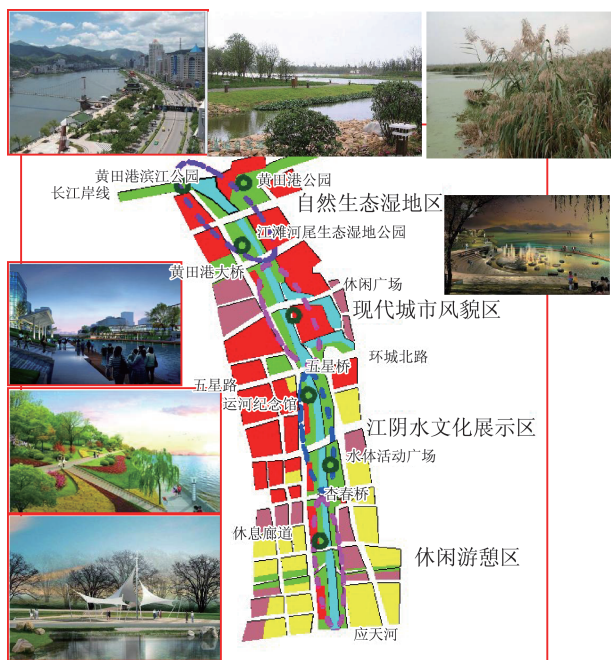 黄田港滨江公园
黄田港公园
长江岸线
自然生态湿地区
江滩河尾生态湿地公园
黄田港大桥
休闲广场
现代城市风貌区
环城北路
五星桥
五星路
运河纪念馆
江阴水文化展示区
水体活动广场
杏春桥
休息廊道
休闲游憩区
应天河